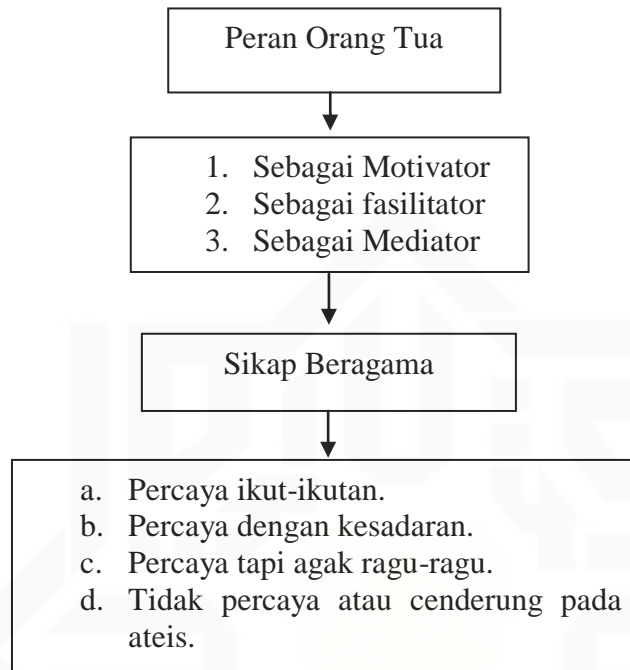 Peran Orang Tua
1. Sebagai Motivator
2. Sebagai fasilitator
3. Sebagai Mediator
Sikap Beragama
a. Percaya ikut-ikutan.
b. Percaya dengan kesadaran.
c. Percaya tapi agak ragu-ragu.
d. Tidak percaya atau cenderung pada
ateis.